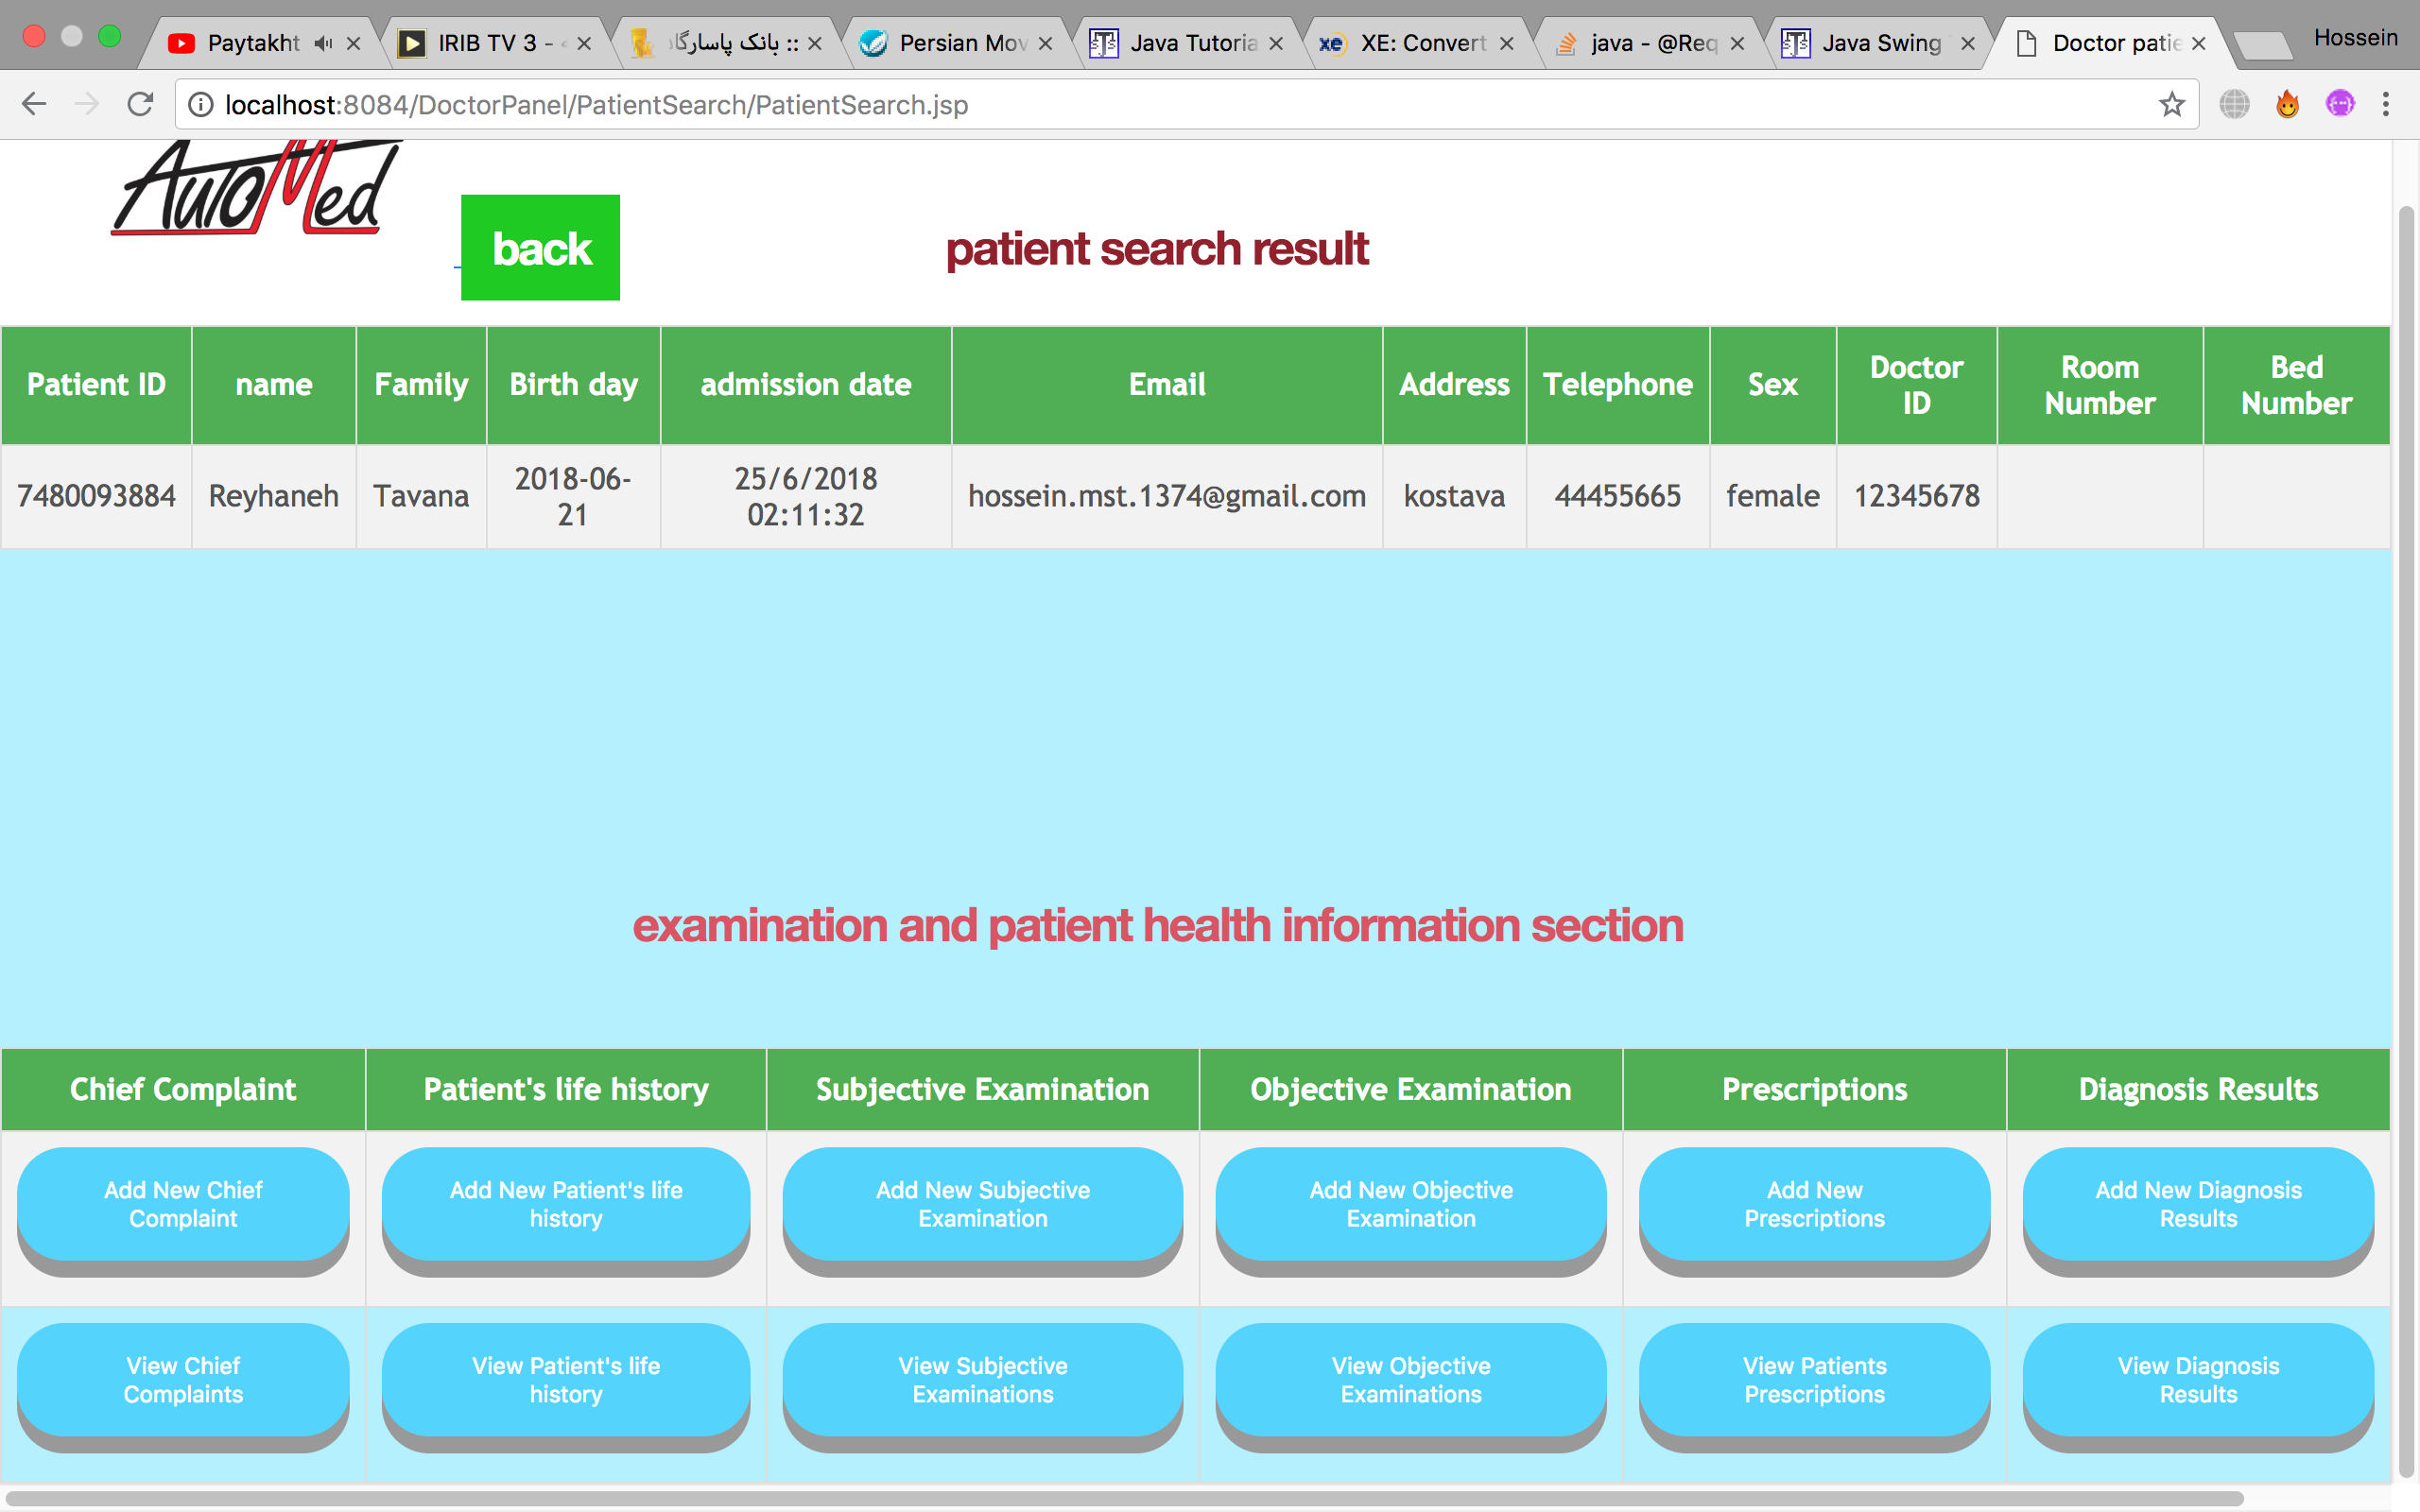 Paytakht
IRIB TV 3 -
بانک پاسارگاد ::
Persian Mov
Java Tutoria
XE: Convert
java - @Req
Java Swing
Doctor patie
Hossein
localhost:8084/DoctorPanel/PatientSearch/PatientSearch.jsp
AutoMed
back
patient search result
Patient ID name Family Birth day admission date Email Address Telephone Sex Doctor ID Room Number Bed Number
7480093884 Reyhaneh Tavana 2018-06-21 25/6/2018 02:11:32 hossein.mst.1374@gmail.com kostava 44455665 female 12345678
examination and patient health information section
Chief Complaint Patient's life history Subjective Examination Objective Examination Prescriptions Diagnosis Results
Add New Chief
Complaint
Add New Patient's life
history
Add New Subjective
Examination
Add New Objective
Examination
Add New
Prescriptions
Add New Diagnosis
Results
View Chief
Complaints
View Patient's life
history
View Subjective
Examinations
View Objective
Examinations
View Patients
Prescriptions
View Diagnosis
Results